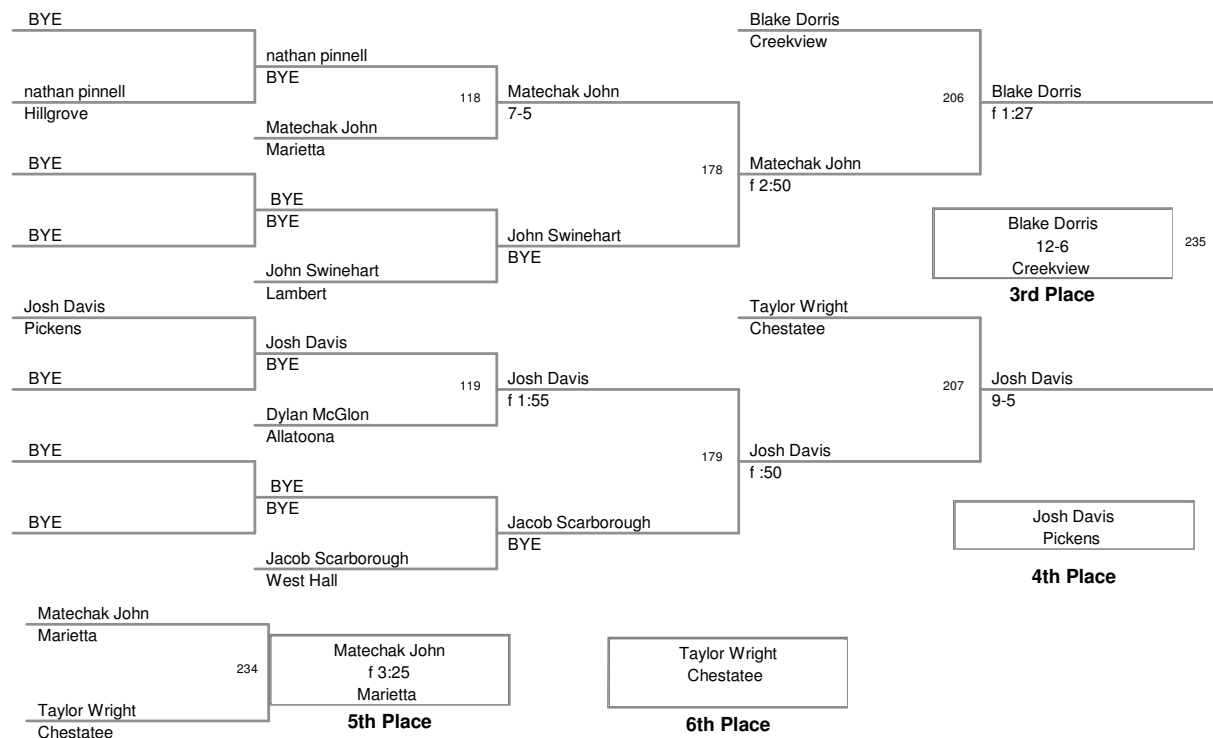 BYE
Blake Dorris
Creekview
nathan pinnell
BYE
nathan pinnell
Hillgrove
118
Matechak John
7-5
206
Blake Dorris
f 1:27
Matechak John
Marietta
BYE
178
Matechak John
f 2:50
BYE
BYE
BYE
John Swinehart
BYE
Blake Dorris
12-6
Creekview
235
3rd Place
John Swinehart
Lambert
Josh Davis
Pickens
Taylor Wright
Chestatee
Josh Davis
BYE
BYE
119
Josh Davis
f 1:55
207
Josh Davis
9-5
Dylan McGlon
Allatoona
BYE
179
Josh Davis
f :50
BYE
BYE
BYE
Jacob Scarborough
BYE
Josh Davis
Pickens
4th Place
Jacob Scarborough
West Hall
Matechak John
Marietta
234
Matechak John
f 3:25
Marietta
5th Place
Taylor Wright
Chestatee
6th Place
Taylor Wright
Chestatee